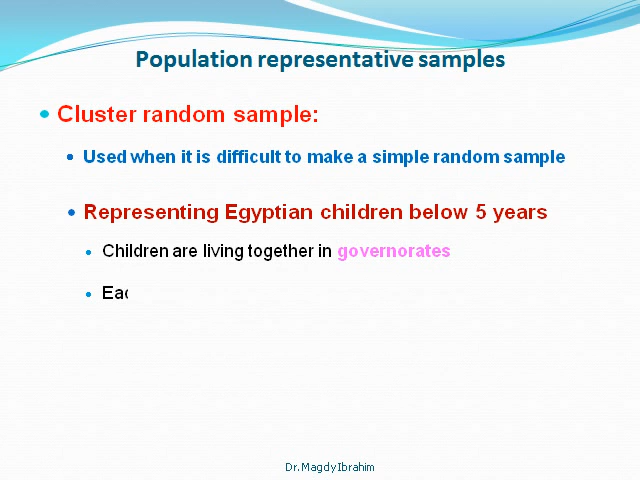 Population representative samples
Cluster random sample:
Used when it is difficult to make a simple random sample
Representing Egyptian children below 5 years
Children are living together in governorates
Dr.Magdy Ibrahim